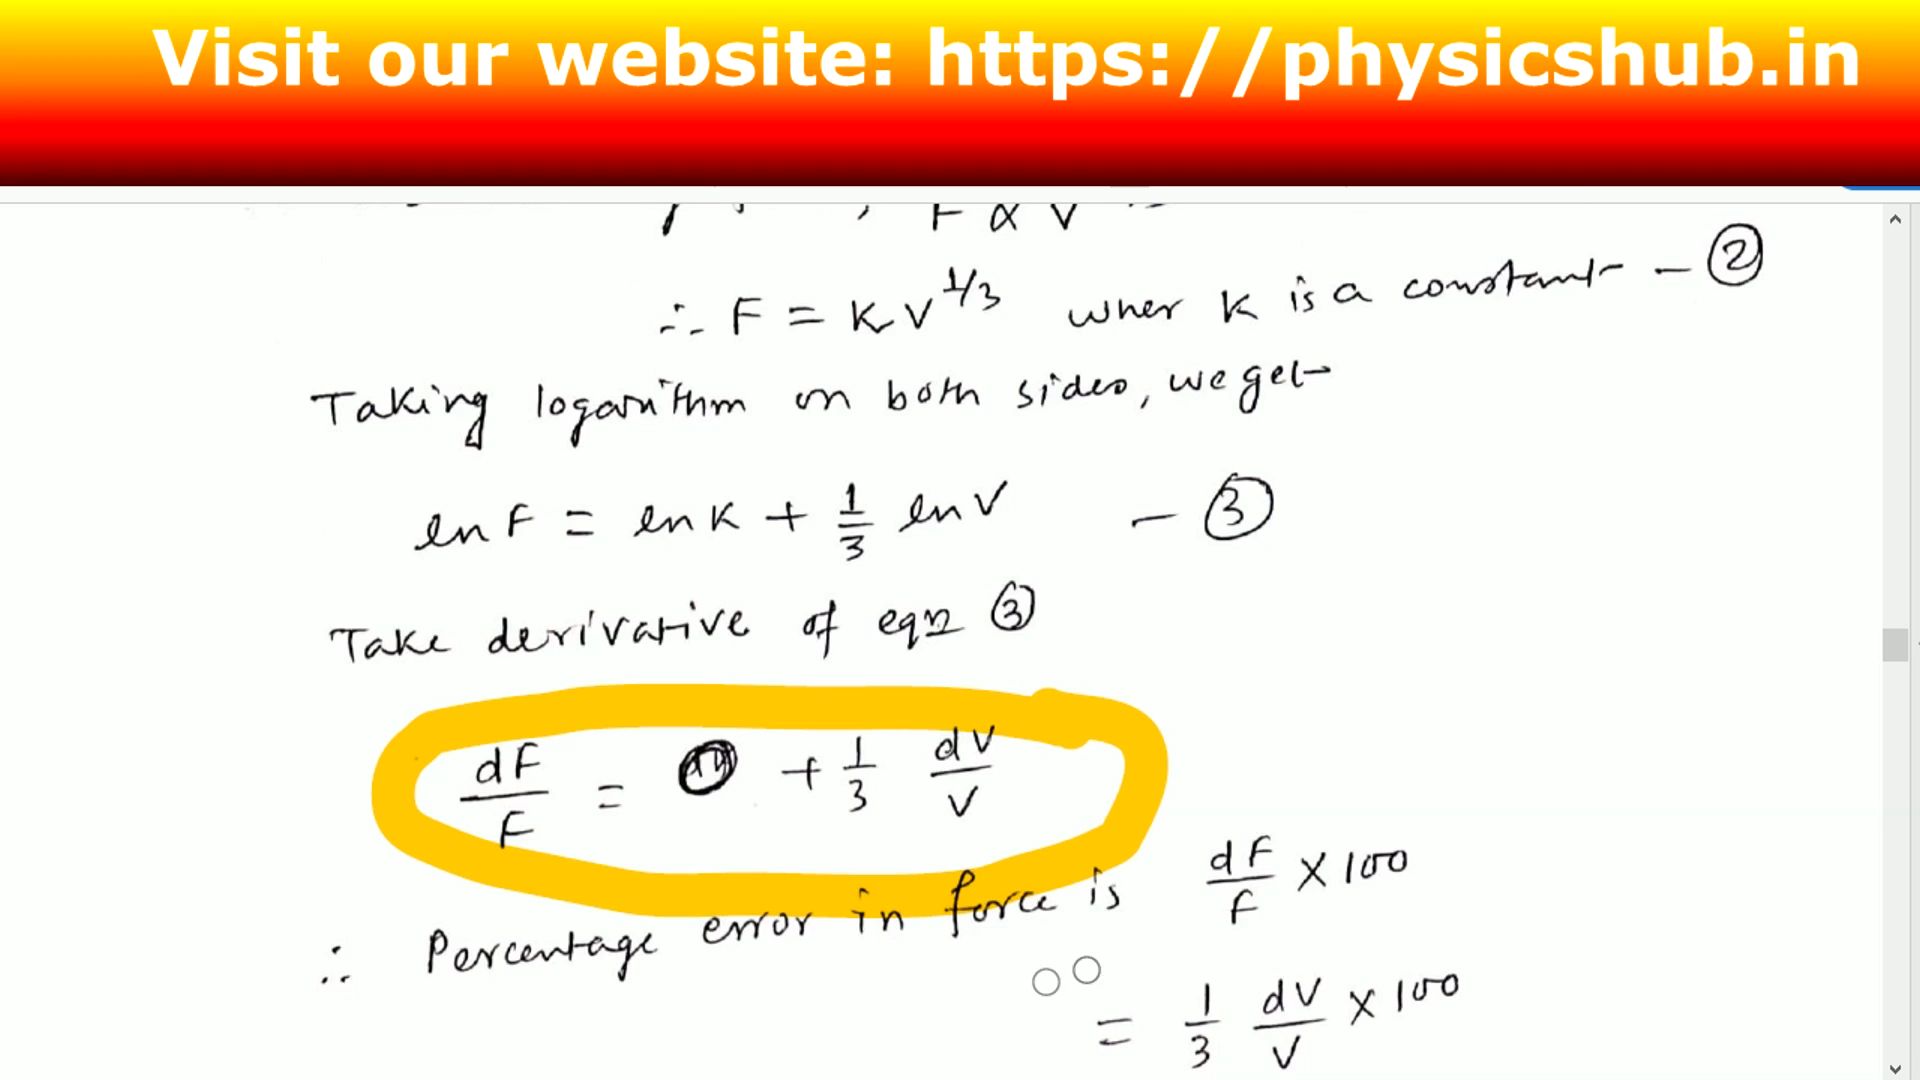 Visit our website: https://physicshub.in
F ∝ V
∴ F = K V^1/3 wher K is a constant - ②
Taking logarithm on both sides, we get
ln F = ln K + 1/3 ln V - ③
Take derivative of eqn ③
dF/F = 0 + 1/3 dV/V
∴ Percentage error in force is dF/F × 100
= 1/3 dV/V × 100